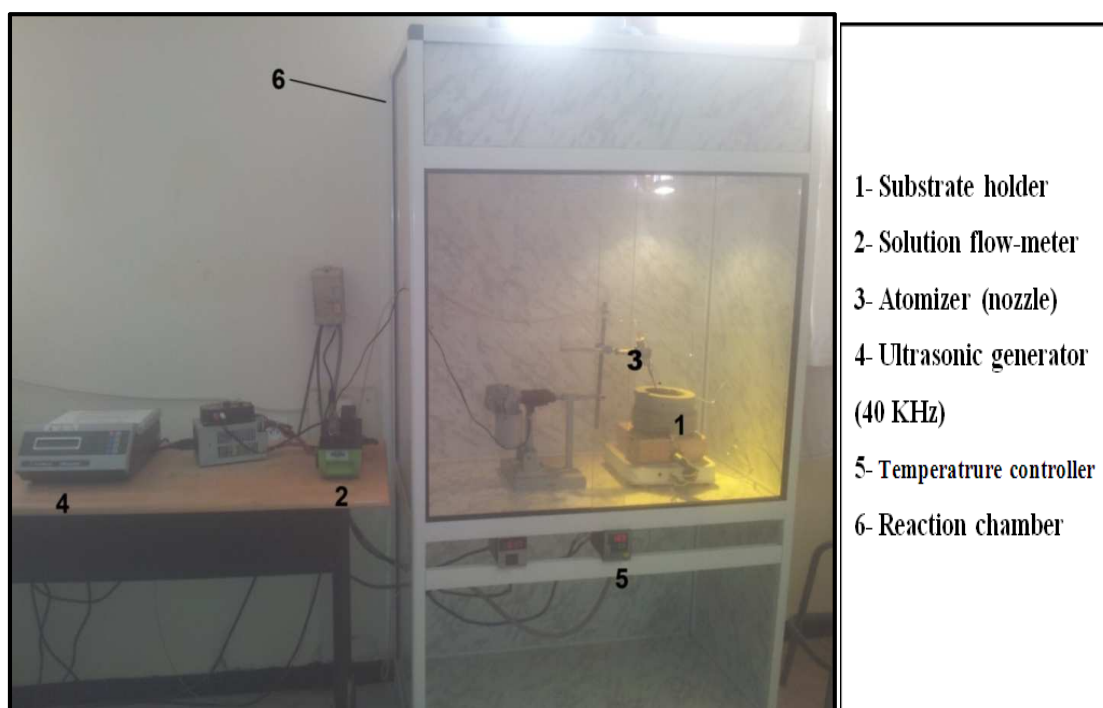 6
3
1
4
2
5
1- Substrate holder
2- Solution flow-meter
3- Atomizer (nozzle)
4- Ultrasonic generator
(40 KHz)
5- Temperatrure controller
6- Reaction chamber